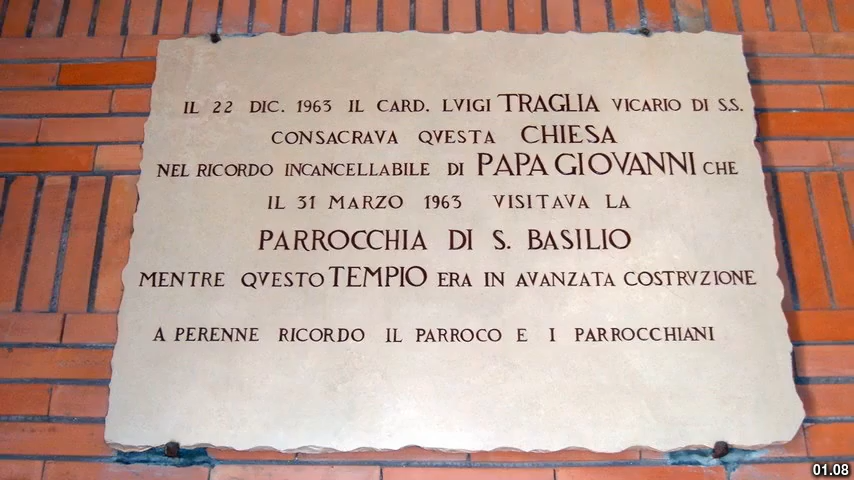 IL 22 DIC. 1963 IL CARD. LVIGI TRAGLIA VICARIO DI S.S.
CONSACRAVA QVESTA CHIESA
NEL RICORDO INCANCELLABILE DI PAPA GIOVANNI CHE
IL 31 MARZO 1963 VISITAVA LA
PARROCCHIA DI S. BASILIO
MENTRE QVESTO TEMPIO ERA IN AVANZATA COSTRVZIONE
A PERENNE RICORDO IL PARROCO E I PARROCCHIANI
01.08